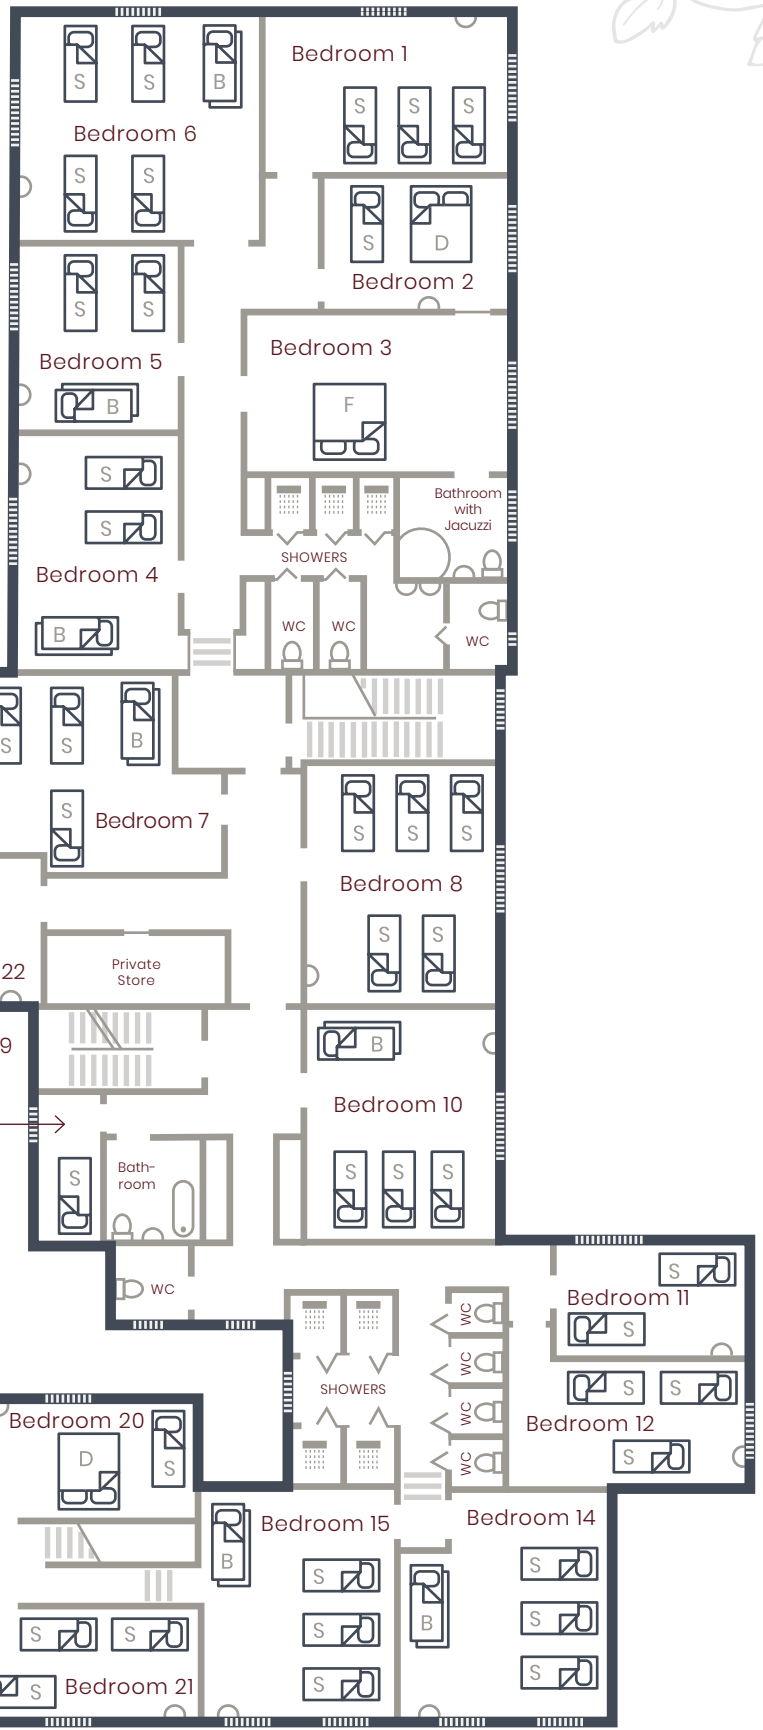 S
S
B
Bedroom 1
S
S
S
Bedroom 6
S
S
S
D
Bedroom 2
S
S
Bedroom 3
Bedroom 5
B
F
S
Bathroom
with
Jacuzzi
S
SHOWERS
Bedroom 4
B
WC
WC
WC
S
S
B
S
Bedroom 7
S
S
S
Bedroom 8
S
S
22
Private
Store
9
B
Bedroom 10
S
Bath-
room
S
S
S
WC
S
Bedroom 11
S
WC
WC
WC
WC
SHOWERS
S
S
Bedroom 12
S
Bedroom 20
D
S
Bedroom 15
Bedroom 14
B
S
S
S
B
S
S
S
S
S
S
Bedroom 21